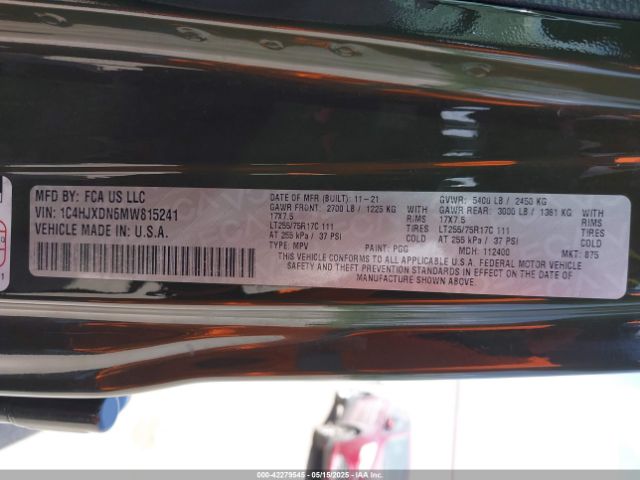 MFD BY: FCA US LLC
VIN: 1C4HJXDN6MW815241
VEHICLE MADE IN: U.S.A.
DATE OF MFR (BUILT): 11-21
GAWR FRONT: 2700 LB / 1225 KG WITH
17X7.5 RIMS
LT255/75R17C 111 TIRES
AT 255 kPa / 37 PSI COLD
GVWR: 5400 LB / 2450 KG
GAWR REAR: 3000 LB / 1361 KG WITH
17X7.5 RIMS
LT255/75R17C 111 TIRES
AT 255 kPa / 37 PSI COLD
TYPE: MPV PAINT: PGG MDH: 112400 MKT: 875
THIS VEHICLE CONFORMS TO ALL APPLICABLE U.S.A. FEDERAL MOTOR VEHICLE
SAFETY AND THEFT PREVENTION STANDARDS IN EFFECT ON THE DATE OF
MANUFACTURE SHOWN ABOVE.
000-42279545 - 05/15/2025 - IAA Inc. - Copart